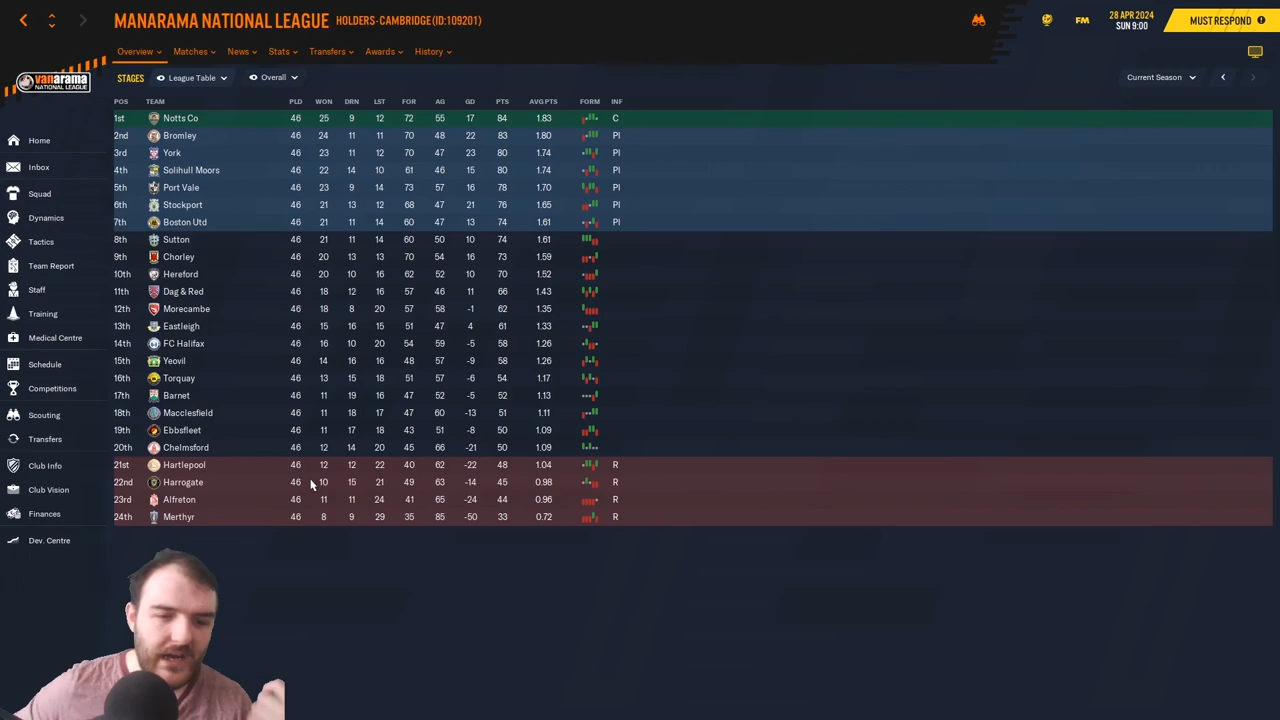 MANARAMA NATIONAL LEAGUE HOLDERS - CAMBRIDGE (ID:109201)
FM 28 APR 2024 SUN 9:00 MUST RESPOND
Overview Matches News Stats Transfers Awards History
vanarama NATIONAL LEAGUE
STAGES League Table Overall Current Season
POS TEAM PLD WON DRN LST FOR AG GD PTS AVG PTS FORM INF
1st Notts Co 46 25 9 12 72 55 17 84 1.83 C
2nd Bromley 46 24 11 11 70 48 22 83 1.80 Pl
3rd York 46 23 11 12 70 47 23 80 1.74 Pl
4th Solihull Moors 46 22 14 10 61 46 15 80 1.74 Pl
5th Port Vale 46 23 9 14 73 57 16 78 1.70 Pl
6th Stockport 46 21 13 12 68 47 21 76 1.65 Pl
7th Boston Utd 46 21 11 14 60 47 13 74 1.61 Pl
8th Sutton 46 21 11 14 60 50 10 74 1.61
9th Chorley 46 20 13 13 70 54 16 73 1.59
10th Hereford 46 20 10 16 62 52 10 70 1.52
11th Dag & Red 46 18 12 16 57 46 11 66 1.43
12th Morecambe 46 18 8 20 57 58 -1 62 1.35
13th Eastleigh 46 15 16 15 51 47 4 61 1.33
14th FC Halifax 46 16 10 20 54 59 -5 58 1.26
15th Yeovil 46 14 16 16 48 57 -9 58 1.26
16th Torquay 46 13 15 18 51 57 -6 54 1.17
17th Barnet 46 11 19 16 47 52 -5 52 1.13
18th Macclesfield 46 11 18 17 47 60 -13 51 1.11
19th Ebbsfleet 46 11 17 18 43 51 -8 50 1.09
20th Chelmsford 46 12 14 20 45 66 -21 50 1.09
21st Hartlepool 46 12 12 22 40 62 -22 48 1.04 R
22nd Harrogate 46 10 15 21 49 63 -14 45 0.98 R
23rd Alfreton 46 11 11 24 41 65 -24 44 0.96 R
24th Merthyr 46 8 9 29 35 85 -50 33 0.72 R
Home
Inbox
Squad
Dynamics
Tactics
Team Report
Staff
Training
Medical Centre
Schedule
Competitions
Scouting
Transfers
Club Info
Club Vision
Finances
Dev. Centre